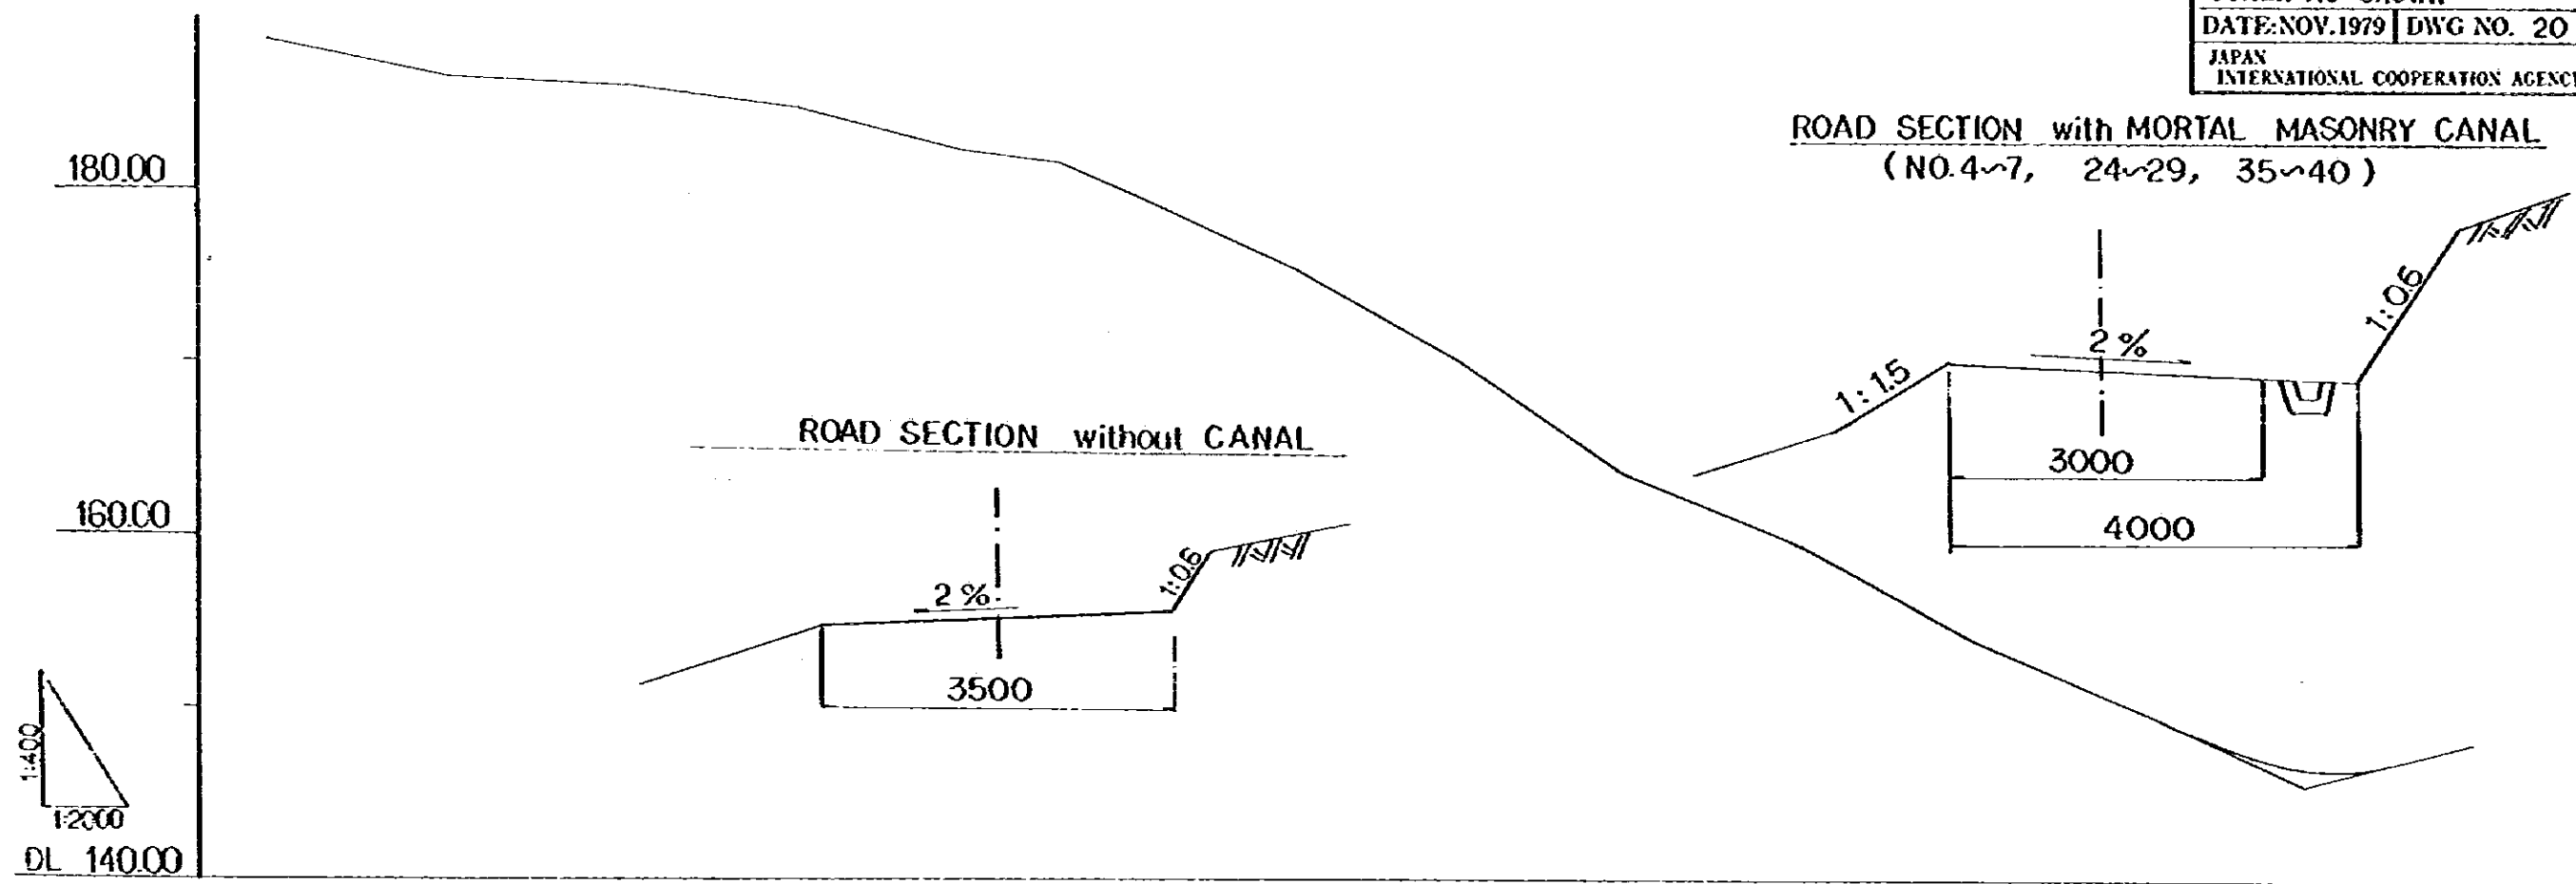 DATE:NOV.1979 DWG NO. 20
JAPAN
INTERNATIONAL COOPERATION AGENCY
ROAD SECTION with MORTAL MASONRY CANAL
(NO.4~7, 24~29, 35~40)
180.00
1:0.6
2%
1:1.5
3000
4000
ROAD SECTION without CANAL
160.00
2%
1:0.6
3500
1:400
1:2000
DL 140.00